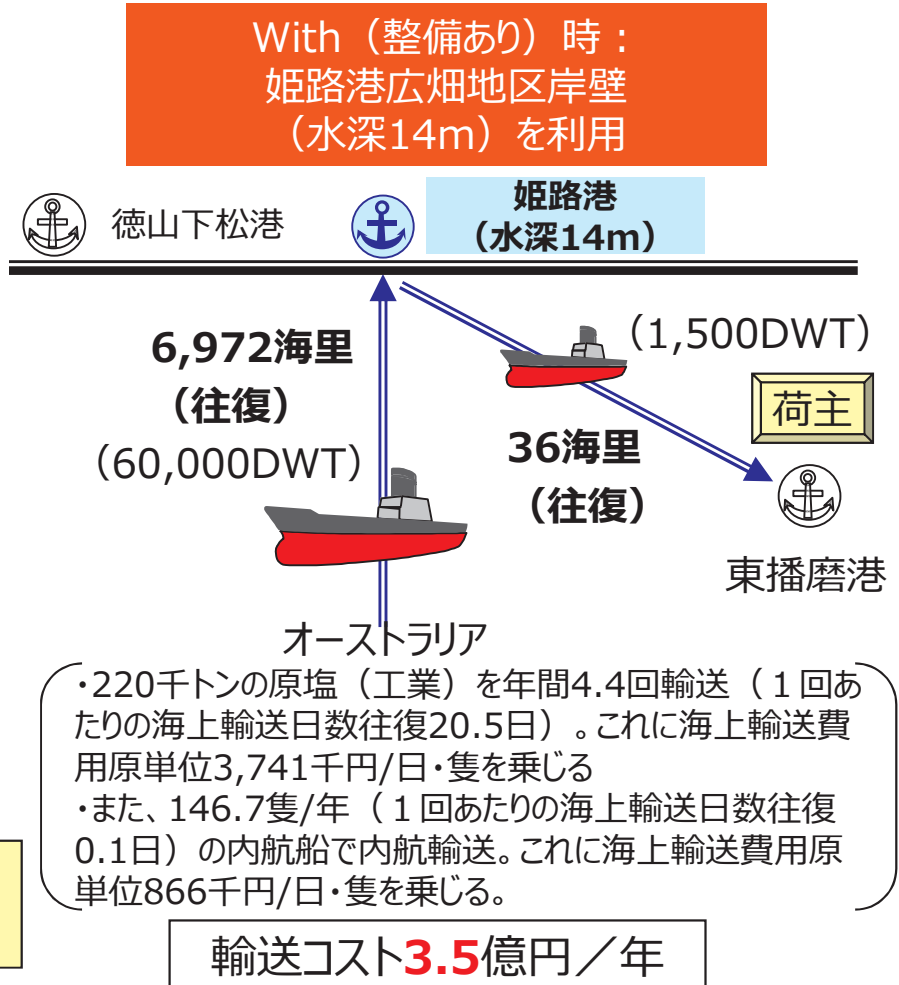 With（整備あり）時：
姫路港広畑地区岸壁
（水深14m）を利用
徳山下松港
姫路港
（水深14m）
6,972海里
（往復）
（60,000DWT）
（1,500DWT）
荷主
36海里
（往復）
東播磨港
オーストラリア
・220千トンの原塩（工業）を年間4.4回輸送（１回あ
たりの海上輸送日数往復20.5日）。これに海上輸送費
用原単位3,741千円/日・隻を乗じる
・また、146.7隻/年（１回あたりの海上輸送日数往復
0.1日）の内航船で内航輸送。これに海上輸送費用原
単位866千円/日・隻を乗じる。
輸送コスト3.5億円／年